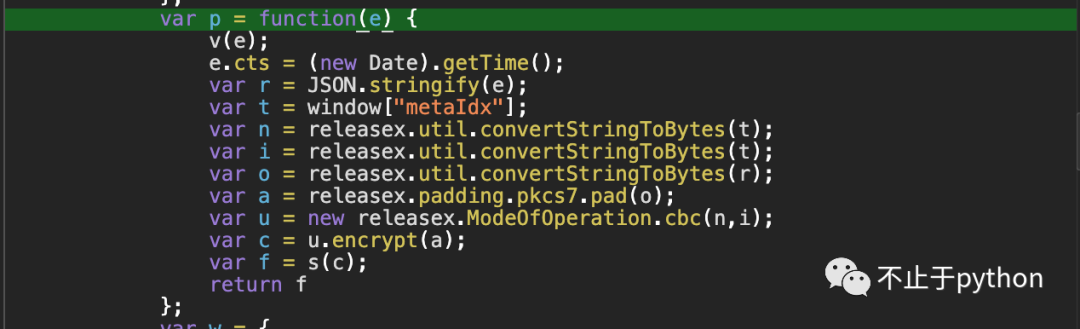 var p = function(e) {
v(e);
e.cts = (new Date).getTime();
var r = JSON.stringify(e);
var t = window["metaIdx"];
var n = releasex.util.convertStringToBytes(t);
var i = releasex.util.convertStringToBytes(t);
var o = releasex.util.convertStringToBytes(r);
var a = releasex.padding.pkcs7.pad(o);
var u = new releasex.ModeOfOperation.cbc(n,i);
var c = u.encrypt(a);
var f = s(c);
return f
};
不止于python
var w = {